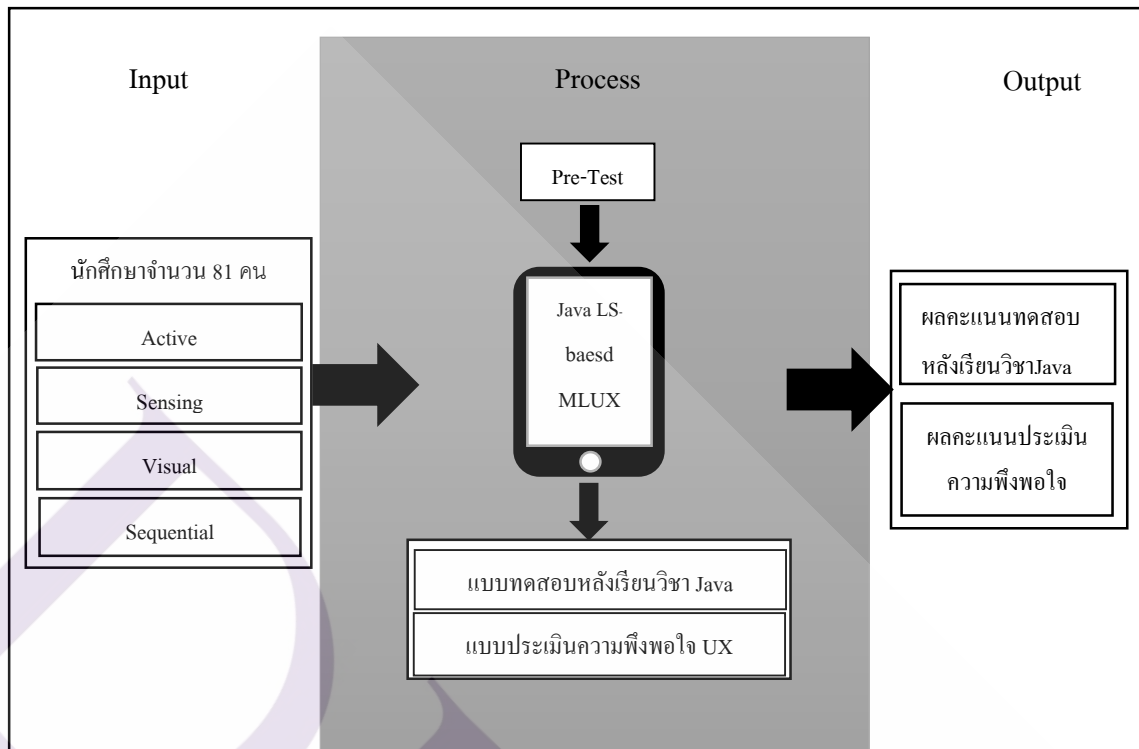 Input
Process
Output
Pre-Test
นักศึกษาจำนวน 81 คน
Active
Sensing
Visual
Sequential
Java LS-
baesd
MLUX
แบบทดสอบหลังเรียนวิชา Java
แบบประเมินความพึงพอใจ UX
ผลคะแนนทดสอบ
หลังเรียนวิชาJava
ผลคะแนนประเมิน
ความพึงพอใจ